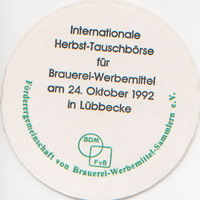 Internationale
Herbst-Tauschbörse
für
Brauerei-Werbemittel
am 24. Oktober 1992
in Lübbecke
BDM
FvB
Fördergemeinschaft von Brauerei-Werbemittel-Sammlern e.V.